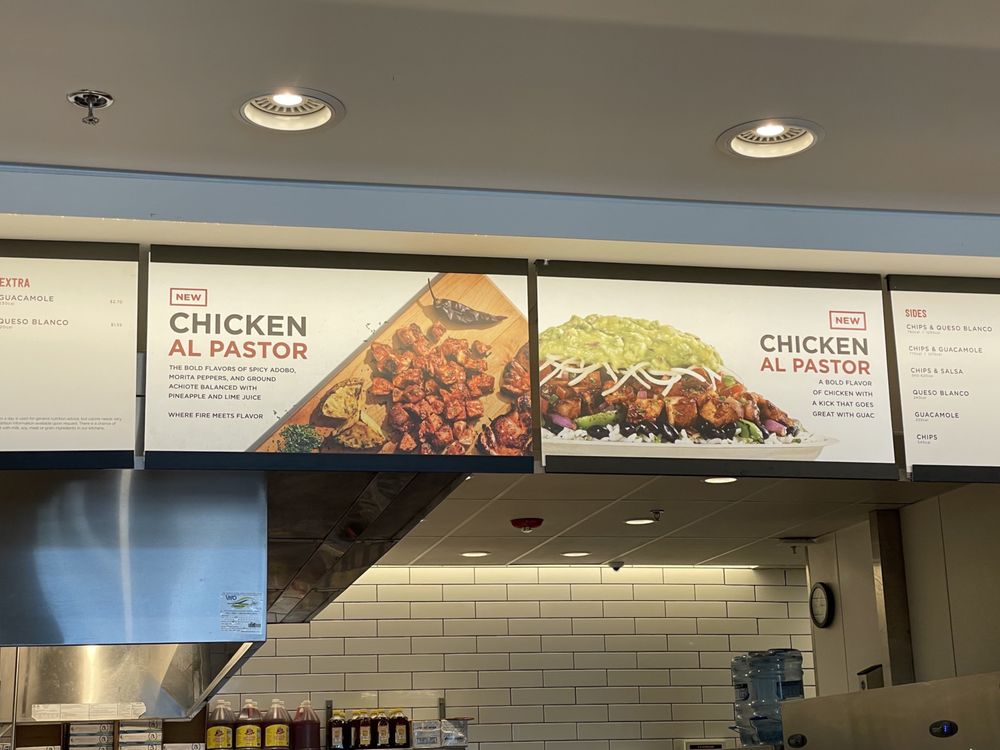 EXTRA
GUACAMOLE
$2.70
QUESO BLANCO
NEW
CHICKEN
AL PASTOR
THE BOLD FLAVORS OF SPICY ADOBO,
MORITA PEPPERS, AND GROUND
ACHIOTE BALANCED WITH
PINEAPPLE AND LIME JUICE
WHERE FIRE MEETS FLAVOR
NEW
CHICKEN
AL PASTOR
A BOLD FLAVOR
OF CHICKEN WITH
A KICK THAT GOES
GREAT WITH GUAC
SIDES
CHIPS & QUESO BLANCO
CHIPS & GUACAMOLE
CHIPS & SALSA
QUESO BLANCO
GUACAMOLE
CHIPS